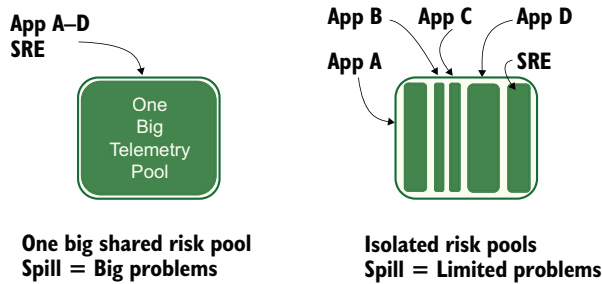 App A–D
SRE
One
Big
Telemetry
Pool
One big shared risk pool
Spill = Big problems
App B
App C
App D
App A
SRE
Isolated risk pools
Spill = Limited problems